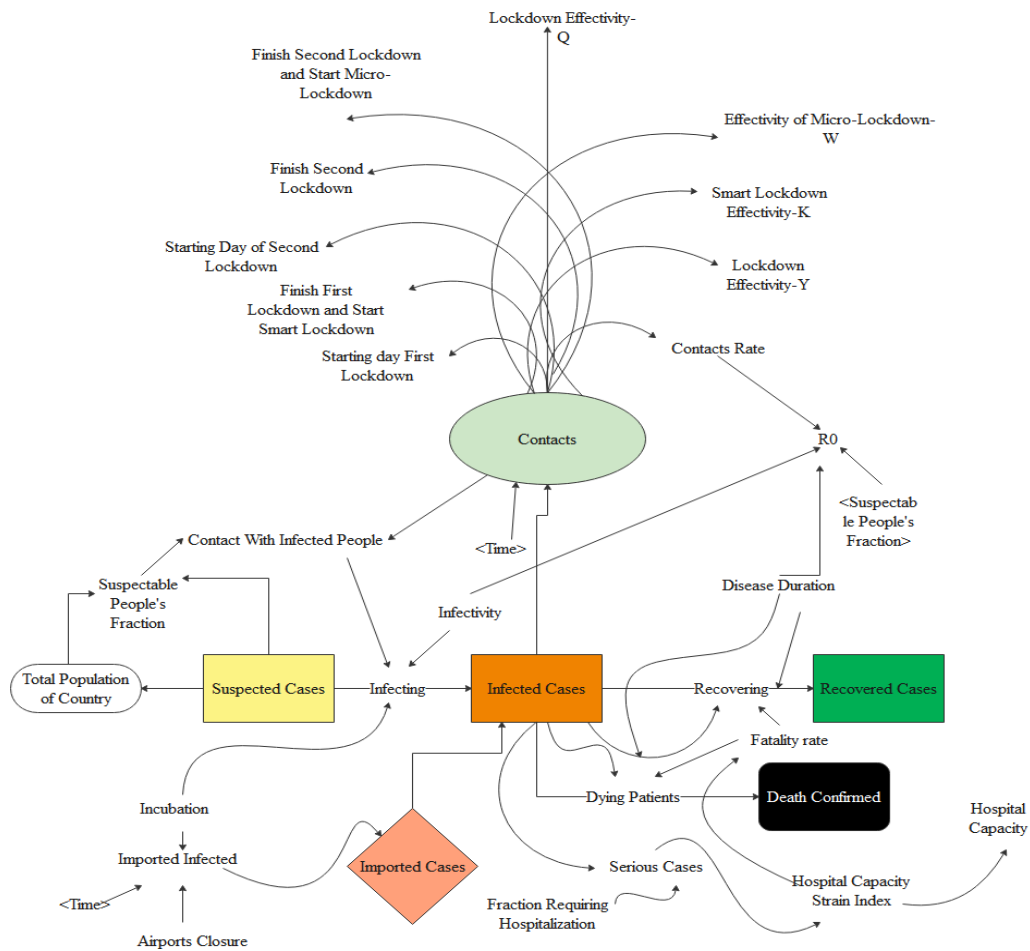 Lockdown Effectivity-
Q
Finish Second Lockdown
and Start Micro-
Lockdown
Effectivity of Micro-Lockdown-
W
Finish Second
Lockdown
Smart Lockdown
Effectivity-K
Starting Day of Second
Lockdown
Lockdown
Effectivity-Y
Finish First
Lockdown and Start
Smart Lockdown
Starting day First
Lockdown
Contacts Rate
Contacts
R0
<Suspectab
le People's
Fraction>
Contact With Infected People
<Time>
Suspectable
People's
Fraction
Disease Duration
Infectivity
Total Population
of Country
Suspected Cases
Infecting
Infected Cases
Recovering
Recovered Cases
Fatality rate
Incubation
Dying Patients
Death Confirmed
Hospital
Capacity
Imported Infected
Imported Cases
Serious Cases
Hospital Capacity
Strain Index
<Time>
Fraction Requiring
Hospitalization
Airports Closure